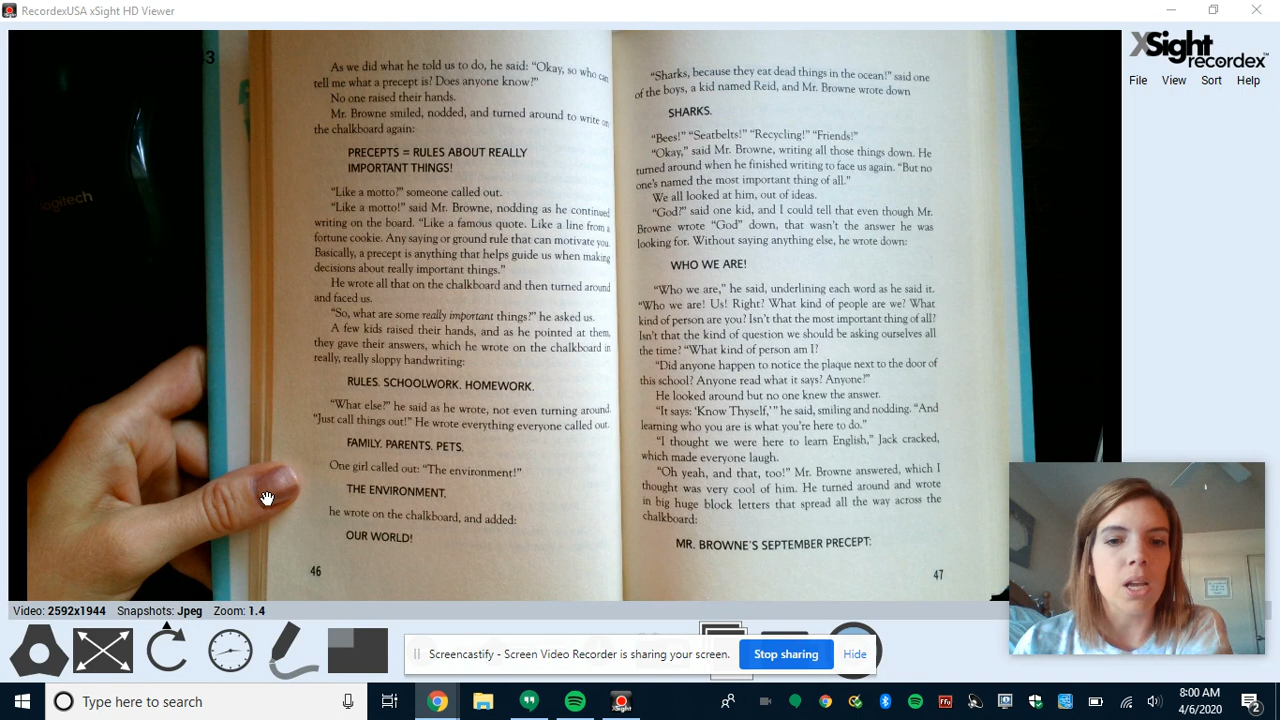 RecordexUSA xSight HD Viewer
xSight
recordex
File View Sort Help
3
logitech
As we did what he told us to do, he said: "Okay, so who can
tell me what a precept is? Does anyone know?"
No one raised their hands.
Mr. Browne smiled, nodded, and turned around to write on
the chalkboard again:
PRECEPTS = RULES ABOUT REALLY
IMPORTANT THINGS!
"Like a motto?" someone called out.
"Like a motto!" said Mr. Browne, nodding as he continued
writing on the board. "Like a famous quote. Like a line from a
fortune cookie. Any saying or ground rule that can motivate you.
Basically, a precept is anything that helps guide us when making
decisions about really important things."
He wrote all that on the chalkboard and then turned around
and faced us.
"So, what are some really important things?" he asked us.
A few kids raised their hands, and as he pointed at them,
they gave their answers, which he wrote on the chalkboard in
really, really sloppy handwriting:
RULES. SCHOOLWORK. HOMEWORK.
"What else?" he said as he wrote, not even turning around.
"Just call things out!" He wrote everything everyone called out.
FAMILY. PARENTS. PETS.
One girl called out: "The environment!"
THE ENVIRONMENT,
he wrote on the chalkboard, and added:
OUR WORLD!
46
"Sharks, because they eat dead things in the ocean!" said one
of the boys, a kid named Reid, and Mr. Browne wrote down
SHARKS.
"Bees!" "Seatbelts!" "Recycling!" "Friends!"
"Okay," said Mr. Browne, writing all those things down. He
turned around when he finished writing to face us again. "But no
one's named the most important thing of all."
We all looked at him, out of ideas.
"God?" said one kid, and I could tell that even though Mr.
Browne wrote "God" down, that wasn't the answer he was
looking for. Without saying anything else, he wrote down:
WHO WE ARE!
"Who we are," he said, underlining each word as he said it.
"Who we are! Us! Right? What kind of people are we? What
kind of person are you? Isn't that the most important thing of all?
Isn't that the kind of question we should be asking ourselves all
the time? "What kind of person am I?
"Did anyone happen to notice the plaque next to the door of
this school? Anyone read what it says? Anyone?"
He looked around but no one knew the answer.
"It says: 'Know Thyself,'" he said, smiling and nodding. "And
learning who you are is what you're here to do."
"I thought we were here to learn English," Jack cracked,
which made everyone laugh.
"Oh yeah, and that, too!" Mr. Browne answered, which I
thought was very cool of him. He turned around and wrote
in big huge block letters that spread all the way across the
chalkboard:
MR. BROWNE'S SEPTEMBER PRECEPT:
47
Video: 2592x1944 Snapshots: Jpeg Zoom: 1.4
Screencastify - Screen Video Recorder is sharing your screen. Stop sharing Hide
Type here to search
8:00 AM
4/6/2020
2